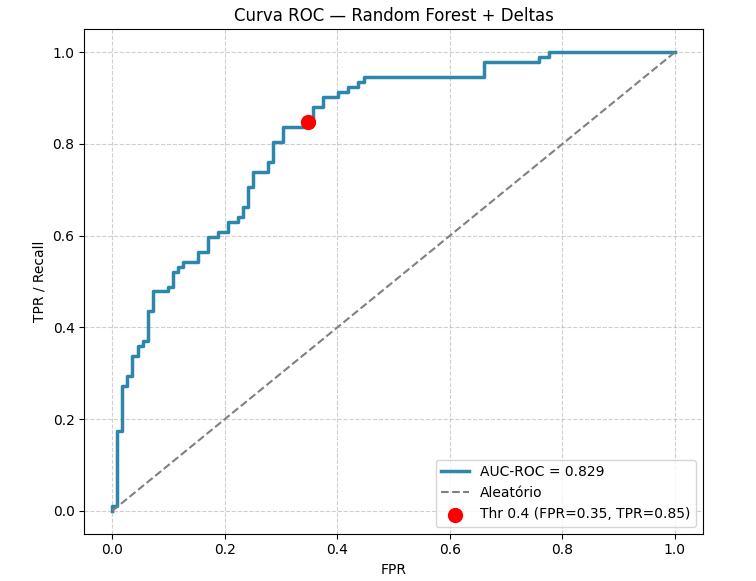 Curva ROC — Random Forest + Deltas
TPR / Recall
1.0
0.8
0.6
0.4
0.2
0.0
0.0 0.2 0.4 0.6 0.8 1.0
FPR
AUC-ROC = 0.829
Aleatório
Thr 0.4 (FPR=0.35, TPR=0.85)